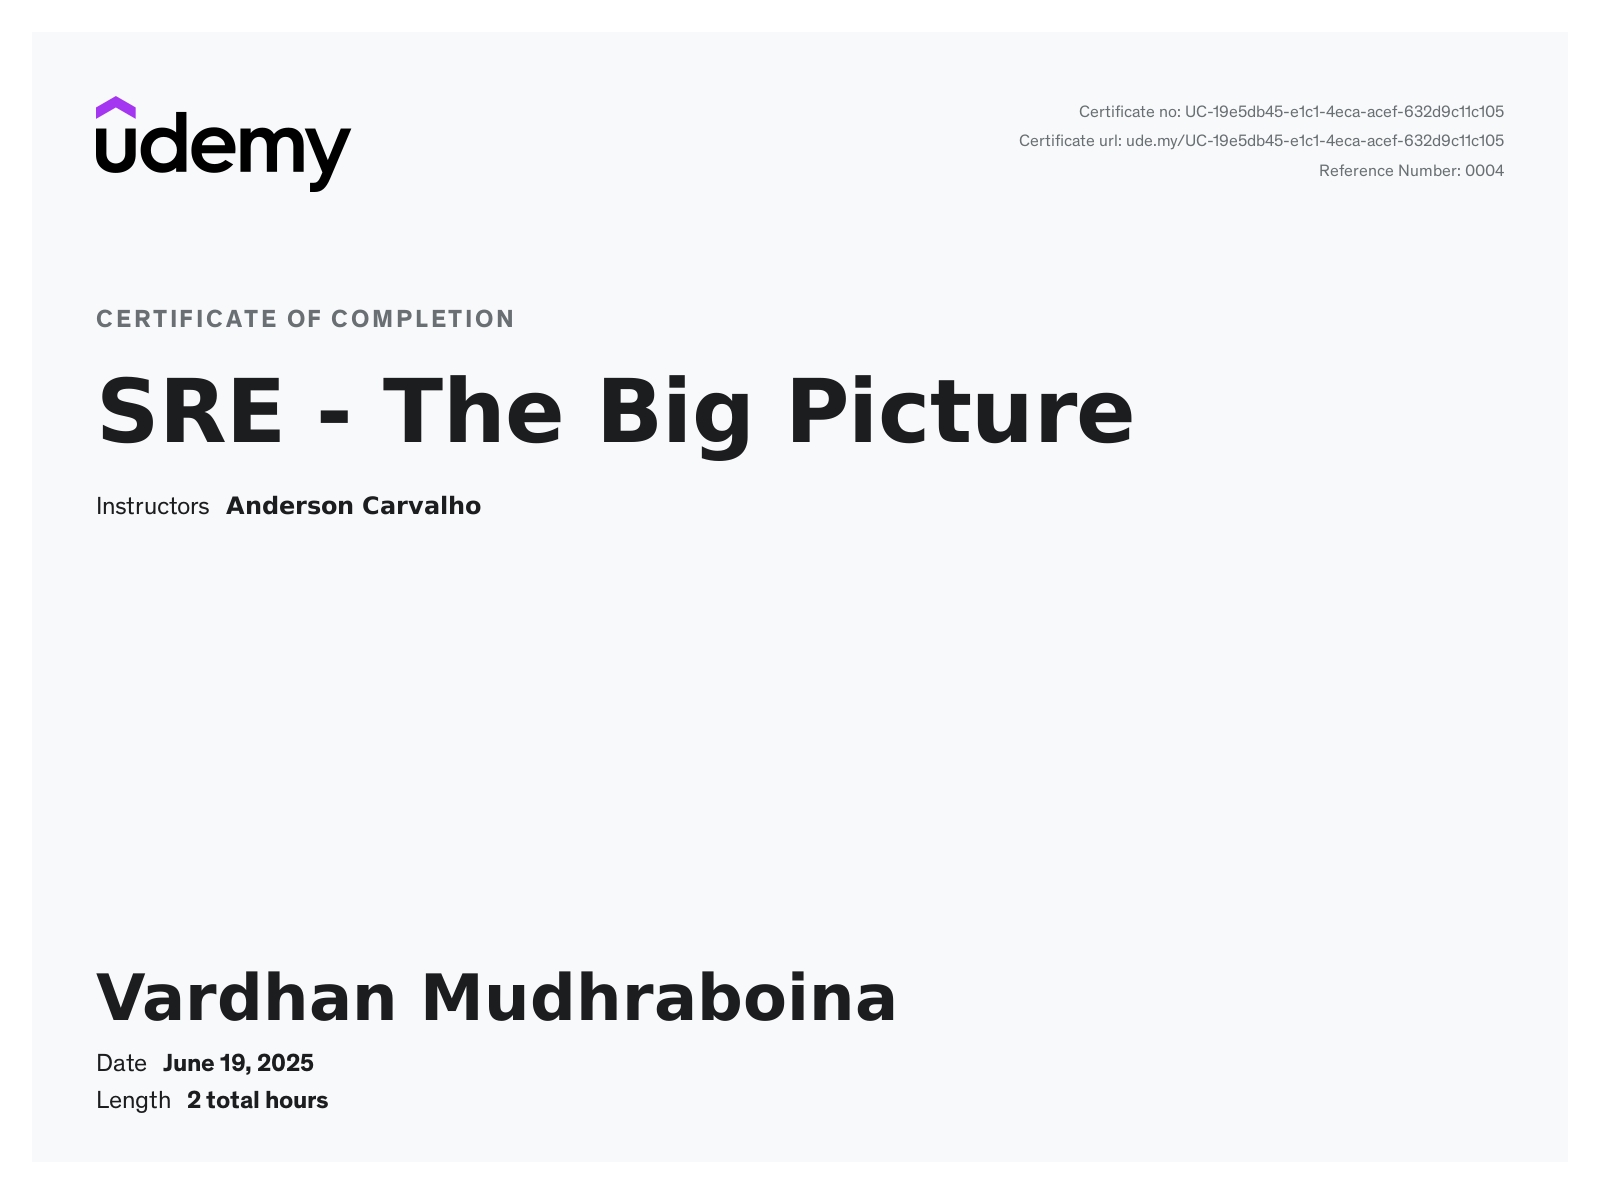 udemy
Certificate no: UC-19e5db45-e1c1-4eca-acef-632d9c11c105
Certificate url: ude.my/UC-19e5db45-e1c1-4eca-acef-632d9c11c105
Reference Number: 0004
CERTIFICATE OF COMPLETION
SRE - The Big Picture
Instructors Anderson Carvalho
Vardhan Mudhraboina
Date June 19, 2025
Length 2 total hours